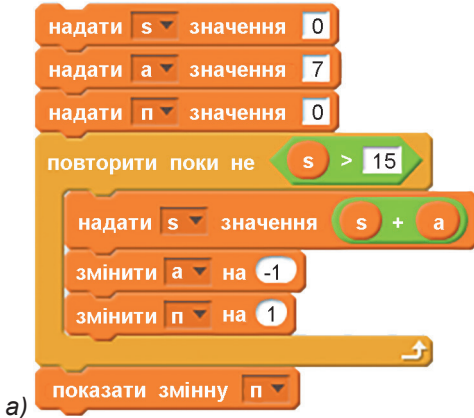 надати s значення 0
надати а значення 7
надати п значення 0
повторити поки не s > 15
надати s значення s + а
змінити а на -1
змінити п на 1
показати змінну п
а)